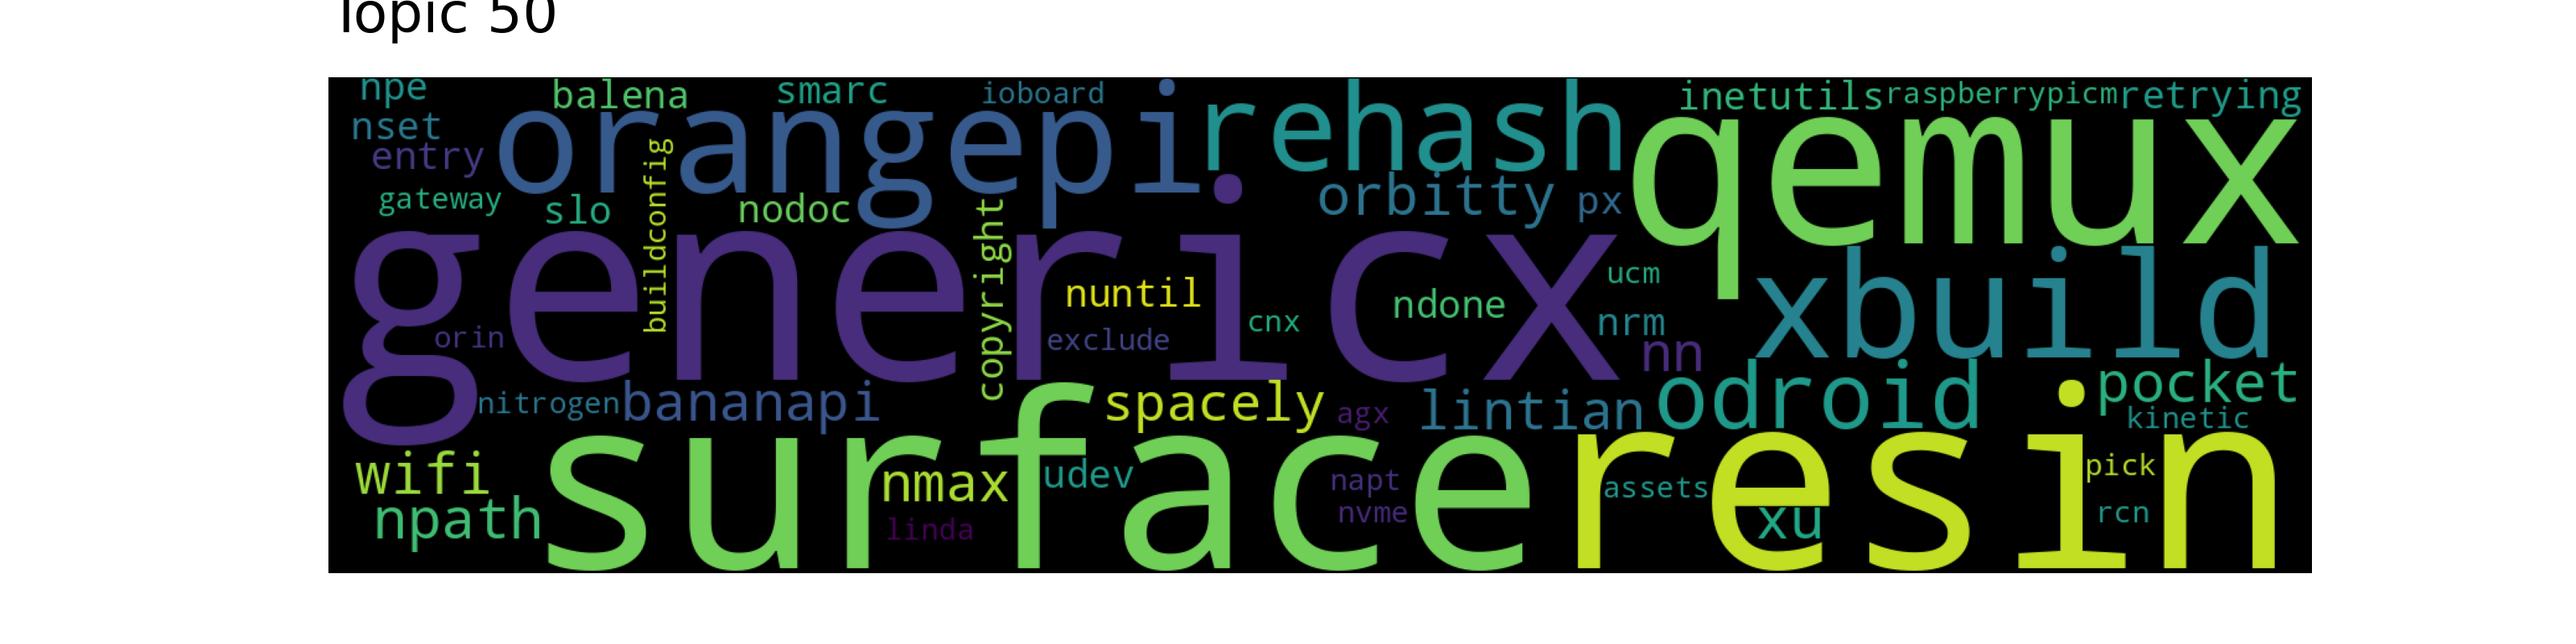 Topic 50
npe balena smarc ioboard inetutils raspberrypicm retrying
nset orangepi rehash qemux
entry buildconfig
gateway slo nodoc copyright orbitty px
genericx ucm xbuild
nuntil ndone
orin exclude cnx nrm nn
nitrogen bananapi spacely agx lintian odroid pocket
kinetic
wifi surface resin
nmax udev napt assets pick
npath linda nvme xu rcn